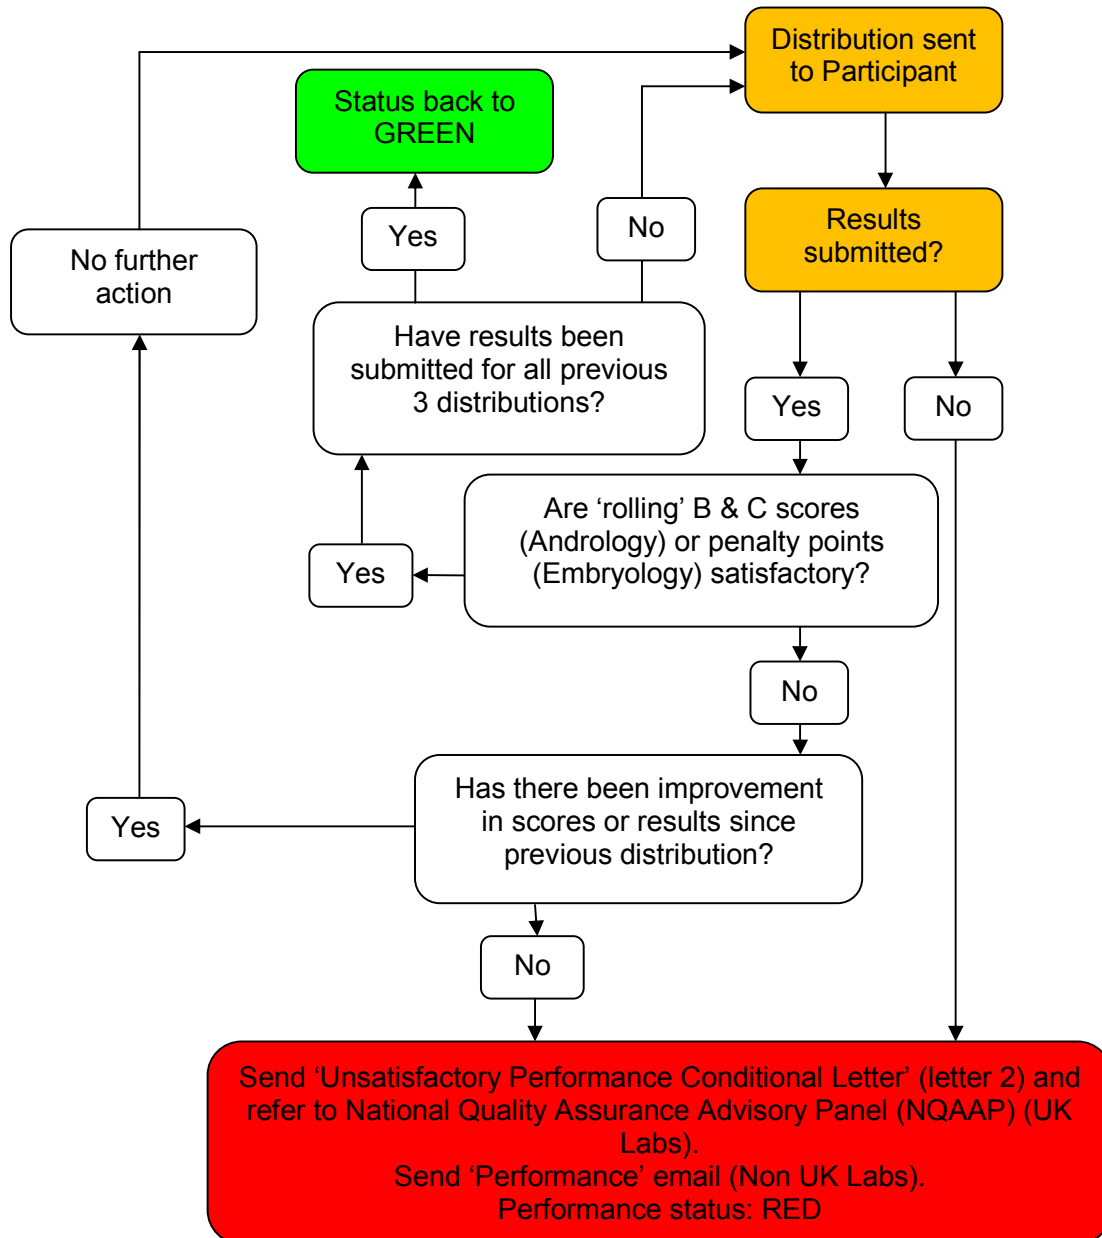 Distribution sent
to Participant
Status back to
GREEN
Results
submitted?
Yes
No
No further
action
Have results been
submitted for all previous
3 distributions?
Yes
No
Are ‘rolling’ B & C scores
(Andrology) or penalty points
(Embryology) satisfactory?
Yes
No
Has there been improvement
in scores or results since
previous distribution?
Yes
No
Send ‘Unsatisfactory Performance Conditional Letter’ (letter 2) and
refer to National Quality Assurance Advisory Panel (NQAAP) (UK
Labs).
Send ‘Performance’ email (Non UK Labs).
Performance status: RED